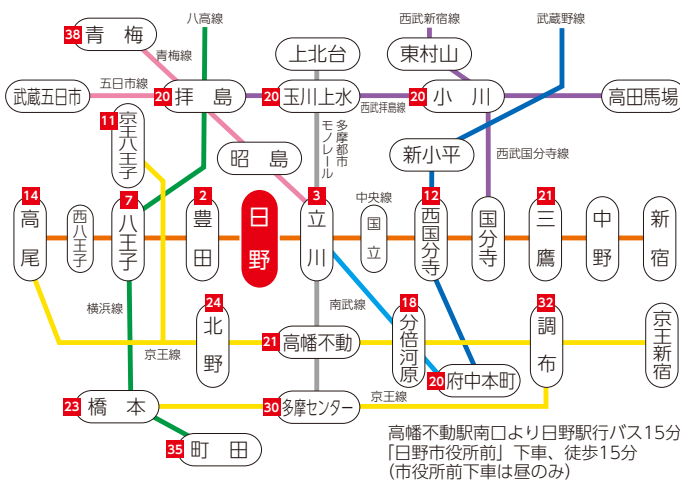 八高線
西武新宿線
武蔵野線
38 青梅
青梅線
上北台
東村山
五日市線
武蔵五日市
20 拝島
20 玉川上水
西武拝島線
20 小川
高田馬場
11 京王八王子
昭島
多摩都市
モノレール
新小平
西武国分寺線
14 高尾
西八王子
7 八王子
2 豊田
日野
3 立川
中央線
国立
12 西国分寺
国分寺
21 三鷹
中野
新宿
横浜線
24 北野
南武線
18 分倍河原
32 調布
京王新宿
京王線
21 高幡不動
20 府中本町
23 橋本
30 多摩センター
京王線
35 町田
高幡不動駅南口より日野駅行バス15分
「日野市役所前」下車、徒歩15分
(市役所前下車は昼のみ)